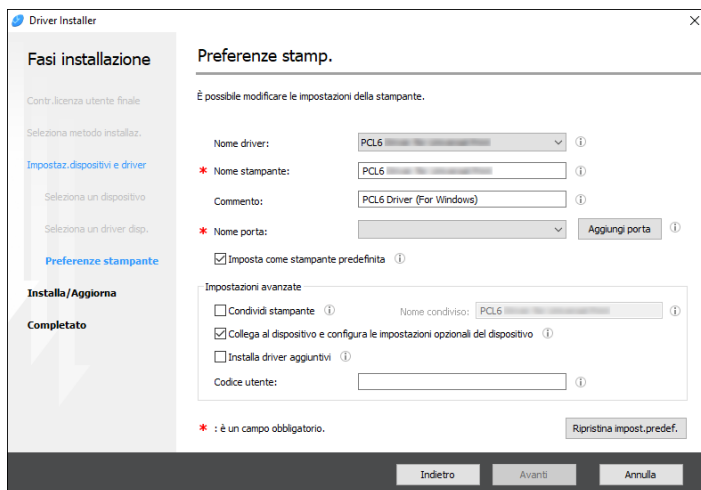 Driver Installer
Fasi installazione
Contr.licenza utente finale
Seleziona metodo installaz.
Impostaz.dispositivi e driver
Seleziona un dispositivo
Seleziona un driver disp.
Preferenze stampante
Installa/Aggiorna
Completato
Preferenze stamp.
È possibile modificare le impostazioni della stampante.
Nome driver: PCL6
* Nome stampante: PCL6
Commento: PCL6 Driver (For Windows)
* Nome porta: Aggiungi porta
Imposta come stampante predefinita
Impostazioni avanzate
Condividi stampante Nome condiviso: PCL6
Collega al dispositivo e configura le impostazioni opzionali del dispositivo
Installa driver aggiuntivi
Codice utente:
* : è un campo obbligatorio. Ripristina impost.predef.
Indietro Avanti Annulla